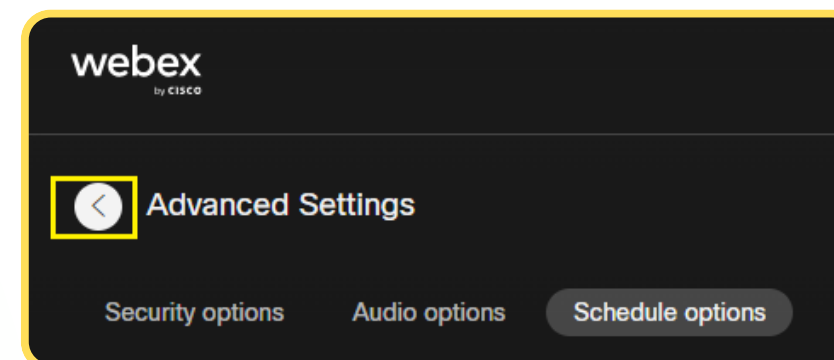 webex
by CISCO
Advanced Settings
Security options Audio options Schedule options